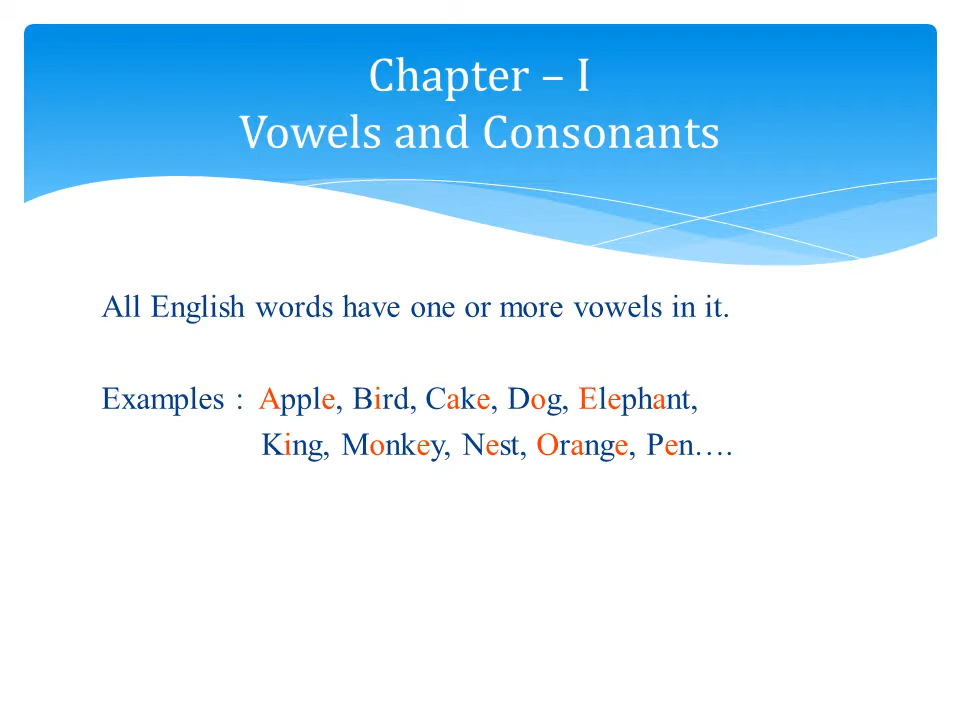 Chapter – I
Vowels and Consonants
All English words have one or more vowels in it.
Examples : Apple, Bird, Cake, Dog, Elephant,
King, Monkey, Nest, Orange, Pen….